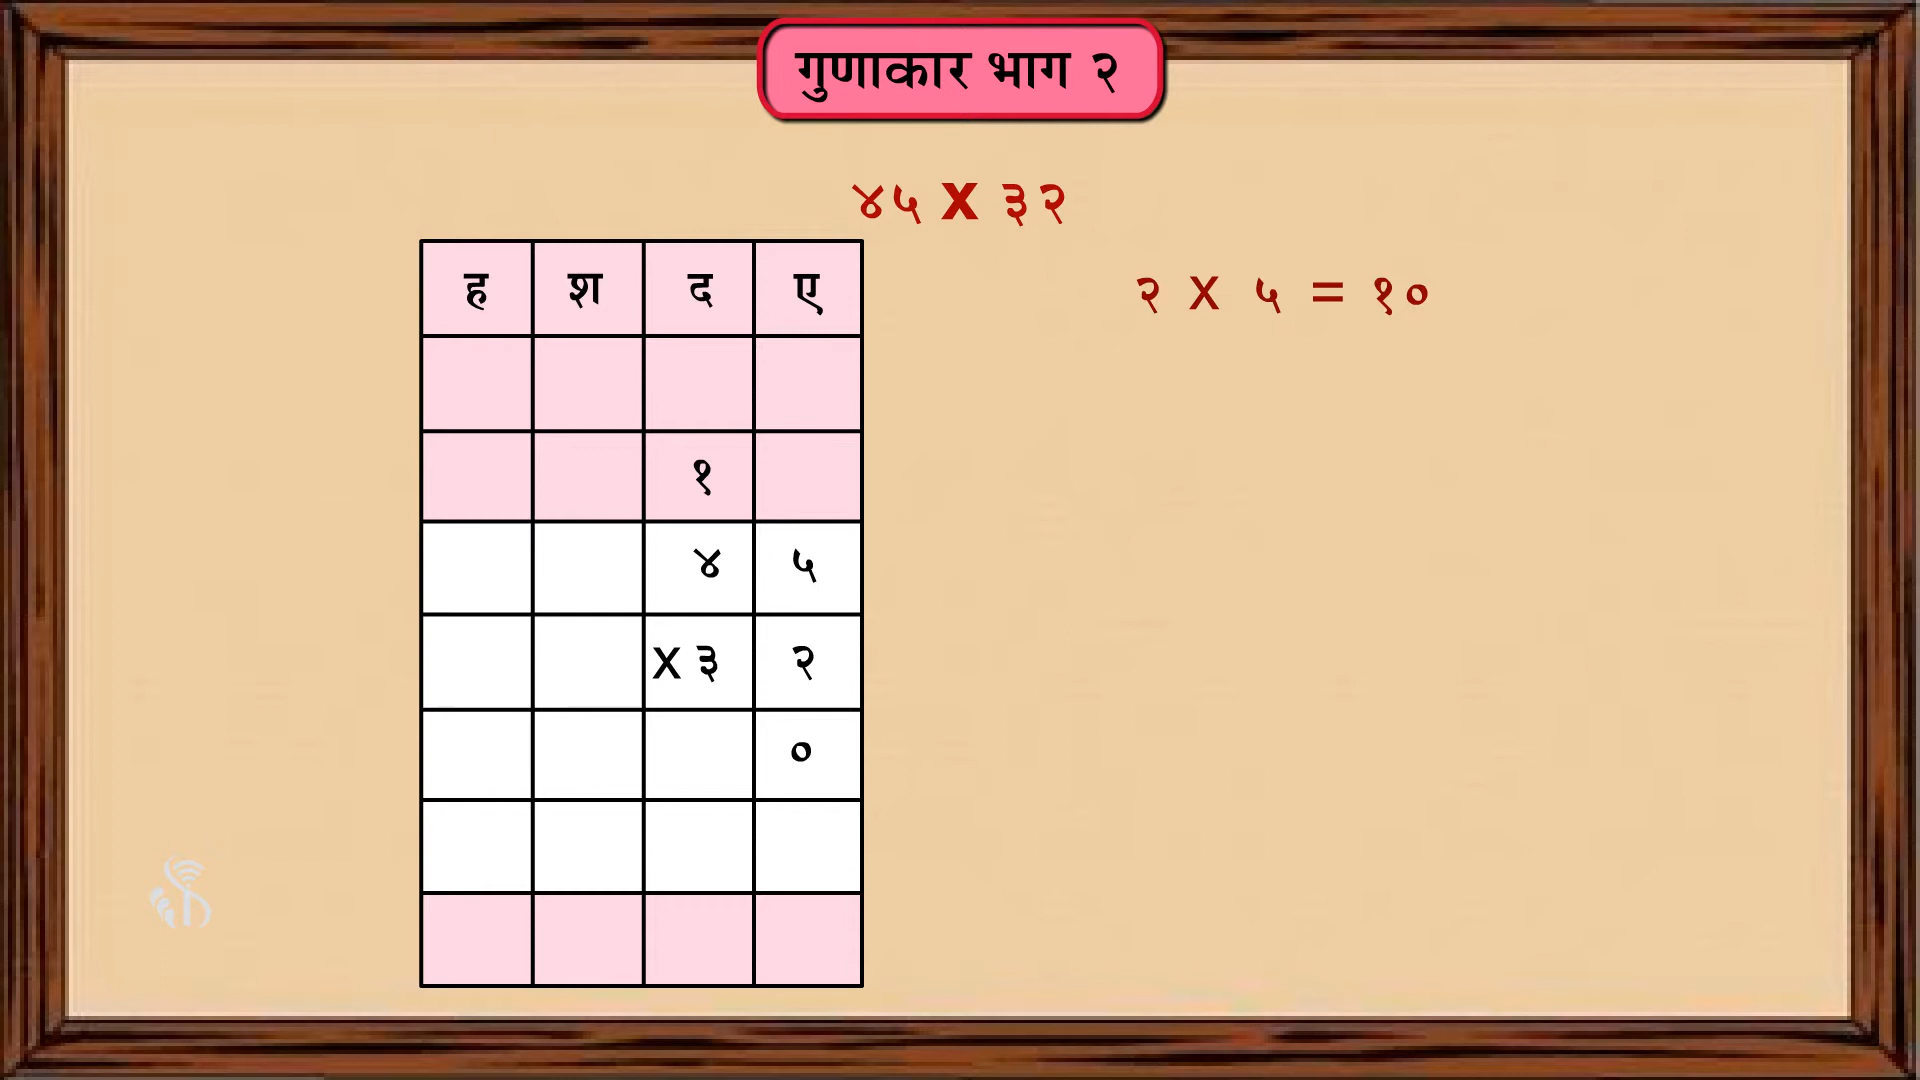 गुणाकार भाग २
४५ x ३२
ह श द ए
२ x ५ = १०
१
४ ५
x ३ २
०